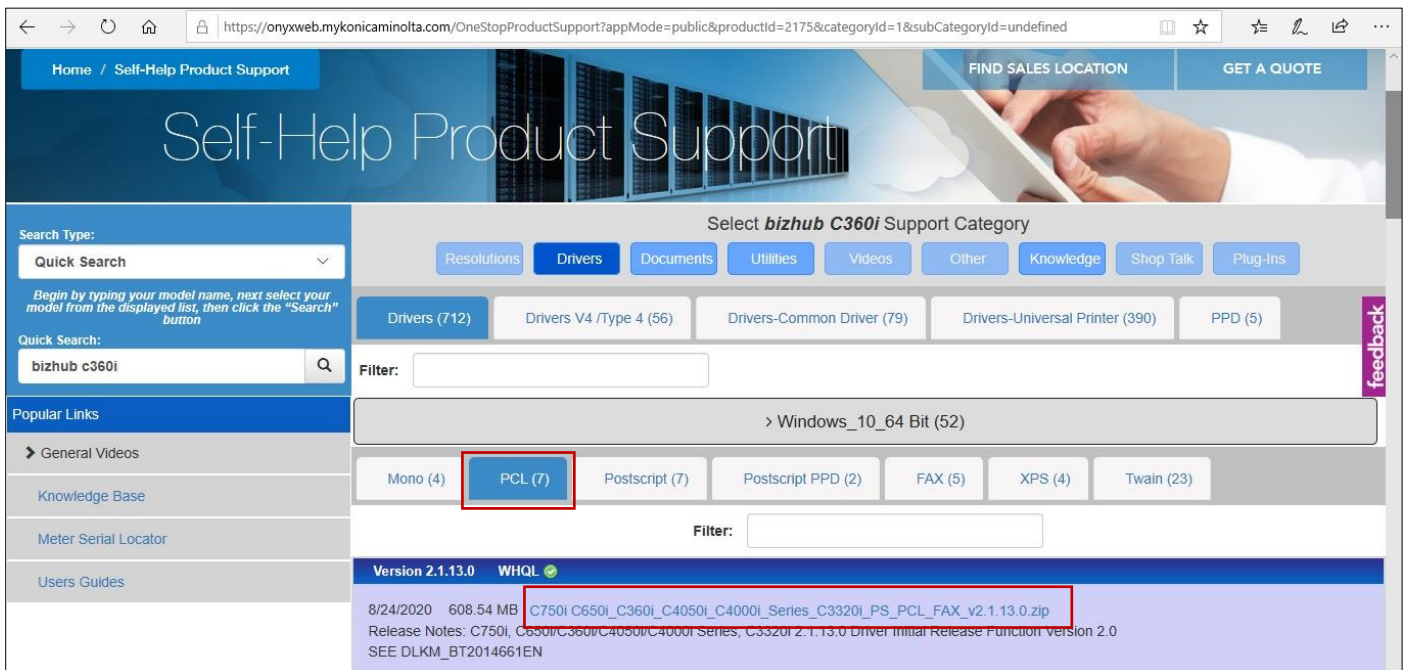 https://onyxweb.mykonicaminolta.com/OneStopProductSupport?appMode=public&productId=2175&categoryId=1&subCategoryId=undefined
Home / Self-Help Product Support
FIND SALES LOCATION
GET A QUOTE
Self-Help Product Support
Search Type:
Quick Search
Begin by typing your model name, next select your
model from the displayed list, then click the “Search”
button
Quick Search:
bizhub c360i
Popular Links
General Videos
Knowledge Base
Meter Serial Locator
Users Guides
Select bizhub C360i Support Category
Resolutions Drivers Documents Utilities Videos Other Knowledge Shop Talk Plug-Ins
Drivers (712) Drivers V4 /Type 4 (56) Drivers-Common Driver (79) Drivers-Universal Printer (390) PPD (5)
Filter:
> Windows_10_64 Bit (52)
Mono (4) PCL (7) Postscript (7) Postscript PPD (2) FAX (5) XPS (4) Twain (23)
Filter:
Version 2.1.13.0 WHQL
8/24/2020 608.54 MB C750i C650i_C360i_C4050i_C4000i_Series_C3320i_PS_PCL_FAX_v2.1.13.0.zip
Release Notes: C750i, C650i/C360i/C4050i/C4000i Series, C3320i 2.1.13.0 Driver Initial Release Function Version 2.0
SEE DLKM_BT2014661EN
feedback